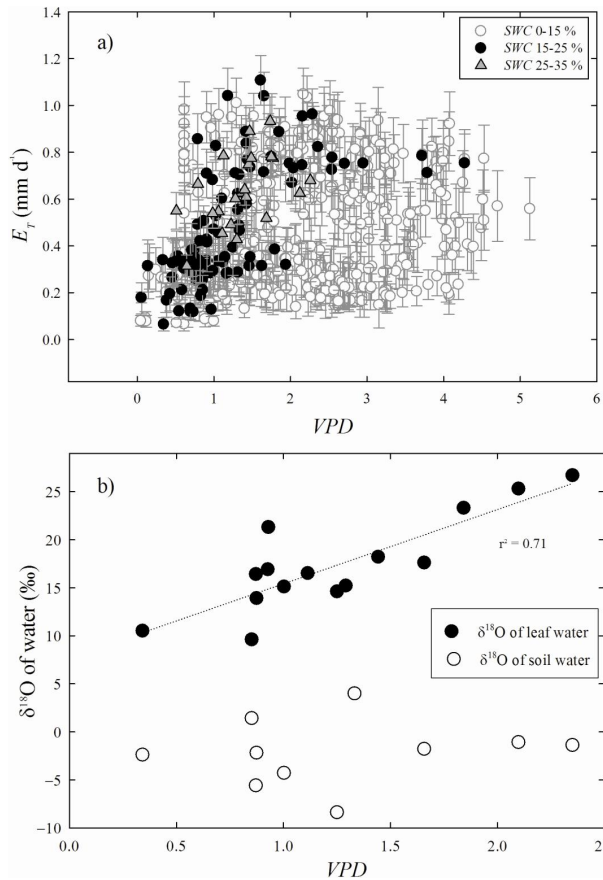 a)
SWC 0-15 %
SWC 15-25 %
SWC 25-35 %
1.4
1.2
1.0
0.8
0.6
0.4
0.2
0.0
E_T (mm d⁻¹)
0 1 2 3 4 5 6
VPD
b)
25
20
15
10
5
0
−5
−10
δ¹⁸O of water (‰)
r² = 0.71
δ¹⁸O of leaf water
δ¹⁸O of soil water
0.0 0.5 1.0 1.5 2.0
VPD